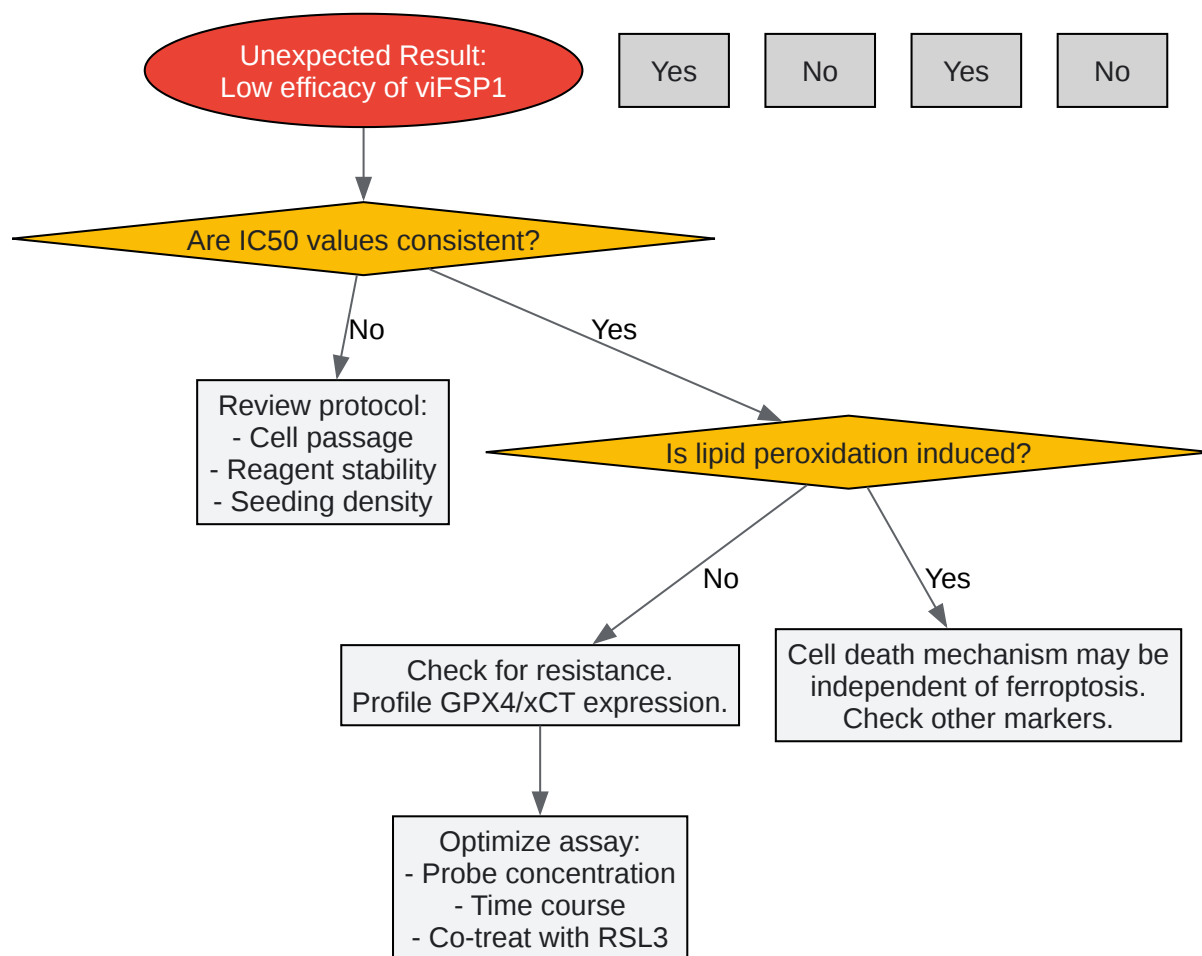 Unexpected Result:
Low efficacy of viFSP1
Yes
No
Yes
No
Are IC50 values consistent?
No
Yes
Review protocol:
- Cell passage
- Reagent stability
- Seeding density
Is lipid peroxidation induced?
No
Yes
Check for resistance.
Profile GPX4/xCT expression.
Cell death mechanism may be
independent of ferroptosis.
Check other markers.
Optimize assay:
- Probe concentration
- Time course
- Co-treat with RSL3